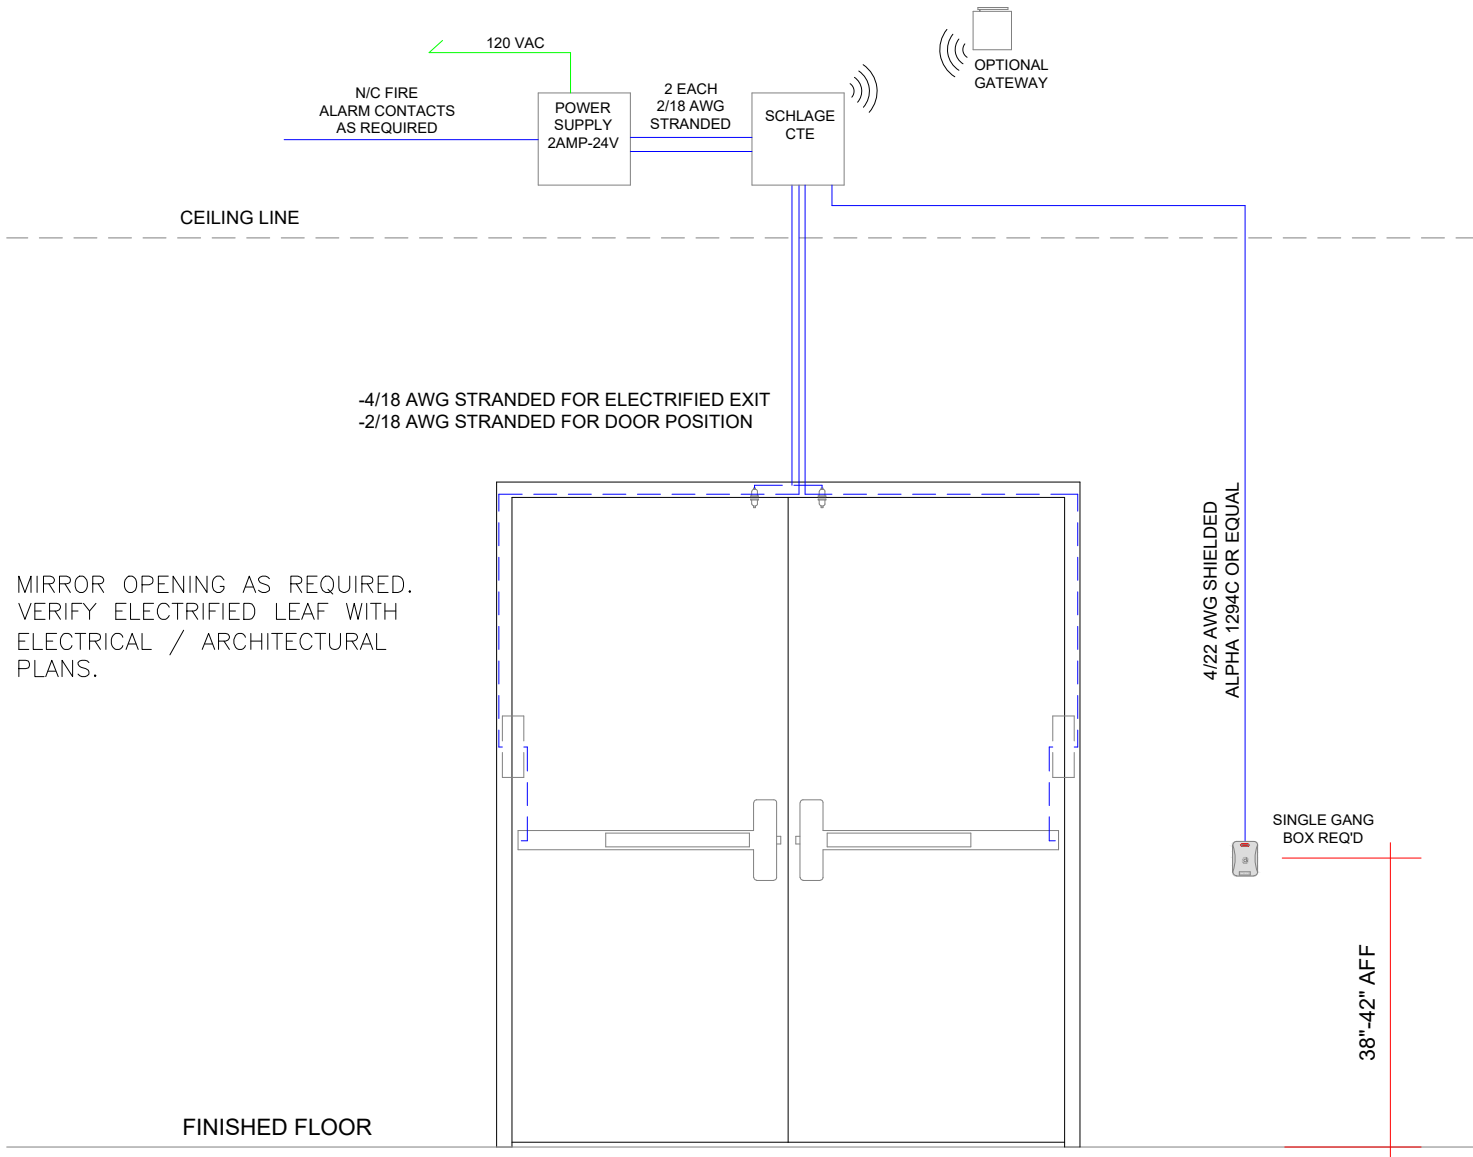 120 VAC
OPTIONAL
GATEWAY
N/C FIRE
ALARM CONTACTS
AS REQUIRED
POWER
SUPPLY
2AMP-24V
2 EACH
2/18 AWG
STRANDED
SCHLAGE
CTE
CEILING LINE
-4/18 AWG STRANDED FOR ELECTRIFIED EXIT
-2/18 AWG STRANDED FOR DOOR POSITION
MIRROR OPENING AS REQUIRED.
VERIFY ELECTRIFIED LEAF WITH
ELECTRICAL / ARCHITECTURAL
PLANS.
4/22 AWG SHIELDED
ALPHA 1294C OR EQUAL
SINGLE GANG
BOX REQ'D
38"-42" AFF
FINISHED FLOOR